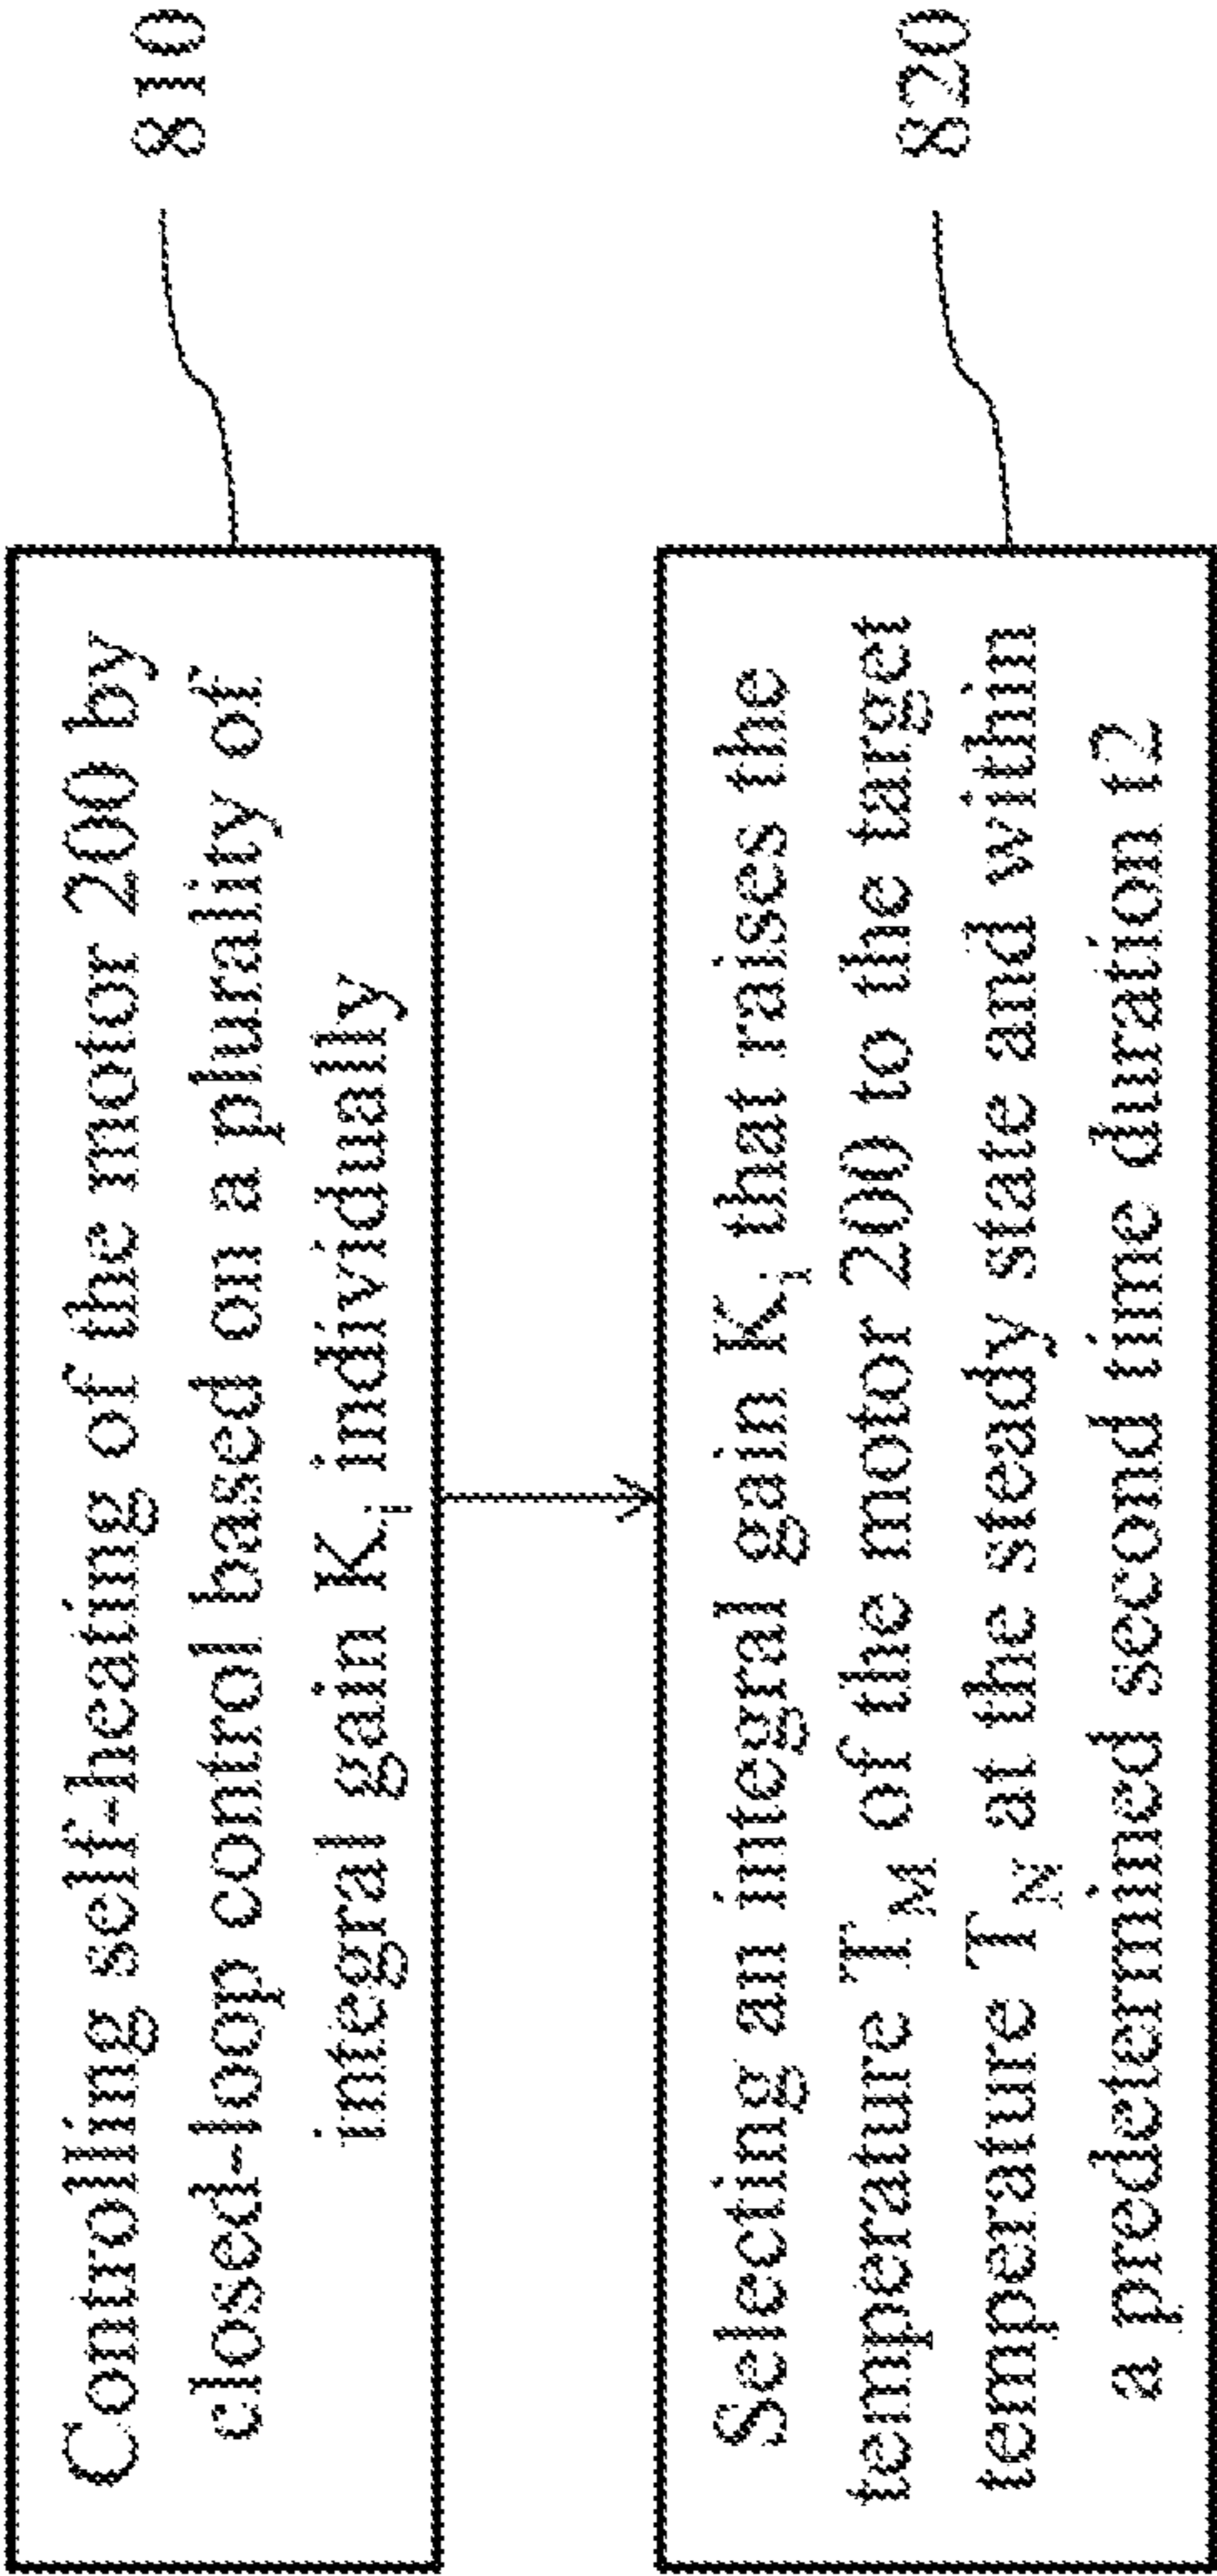 Controlling self-heating of the motor 200 by
closed-loop control based on a plurality of
integral gain Ki individually
810
Selecting an integral gain Ki that raises the
temperature TM of the motor 200 to the target
temperature TN at the steady state and within
a predetermined second time duration t2
820